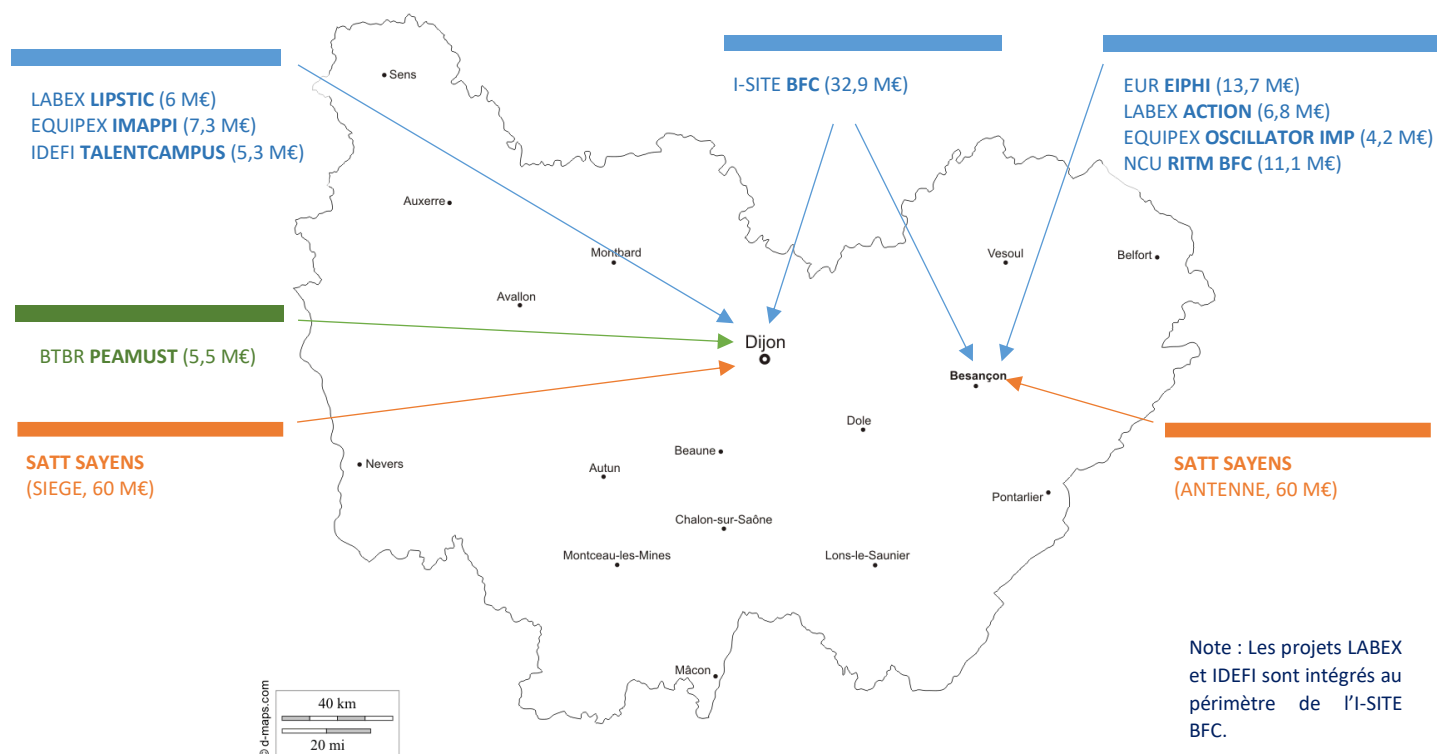 LABEX LIPSTIC (6 M€)
EQUIPEX IMAPPI (7,3 M€)
IDEFI TALENTCAMPUS (5,3 M€)
I-SITE BFC (32,9 M€)
EUR EIPHI (13,7 M€)
LABEX ACTION (6,8 M€)
EQUIPEX OSCILLATOR IMP (4,2 M€)
NCU RITM BFC (11,1 M€)
Sens
Auxerre
Montbard
Vesoul
Belfort
Avallon
BTBR PEAMUST (5,5 M€)
Dijon
Besançon
Dole
SATT SAYENS
(SIEGE, 60 M€)
Nevers
Beaune
Autun
SATT SAYENS
(ANTENNE, 60 M€)
Pontarlier
Chalon-sur-Saône
Montceau-les-Mines
Lons-le-Saunier
Mâcon
Note : Les projets LABEX
et IDEFI sont intégrés au
périmètre de l'I-SITE
BFC.
© d-maps.com
40 km
20 mi